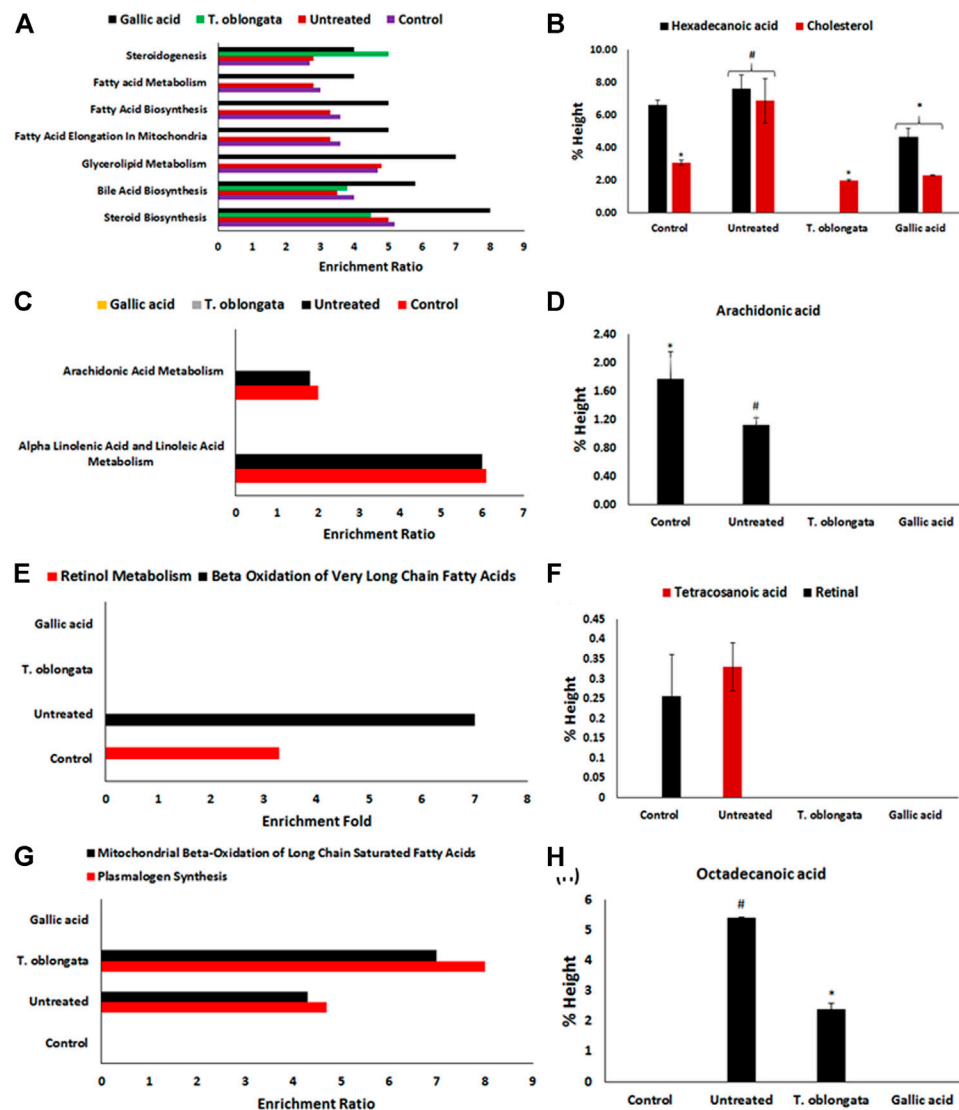 A
Gallic acid T. oblongata Untreated Control
Steroidogenesis
Fatty acid Metabolism
Fatty Acid Biosynthesis
Fatty Acid Elongation In Mitochondria
Glycerolipid Metabolism
Bile Acid Biosynthesis
Steroid Biosynthesis
0 1 2 3 4 5 6 7 8 9
Enrichment Ratio
B
Hexadecanoic acid Cholesterol
% Height
10.00
8.00
6.00
4.00
2.00
0.00
#
*
*
*
Control Untreated T. oblongata Gallic acid
C
Gallic acid T. oblongata Untreated Control
Arachidonic Acid Metabolism
Alpha Linolenic Acid and Linoleic Acid
Metabolism
0 1 2 3 4 5 6 7
Enrichment Ratio
D
Arachidonic acid
% Height
2.40
2.00
1.60
1.20
0.80
0.40
0.00
*
#
Control Untreated T. oblongata Gallic acid
E
Retinol Metabolism Beta Oxidation of Very Long Chain Fatty Acids
Gallic acid
T. oblongata
Untreated
Control
0 1 2 3 4 5 6 7 8
Enrichment Fold
F
Tetracosanoic acid Retinal
% Height
0.45
0.4
0.35
0.3
0.25
0.2
0.15
0.1
0.05
0
Control Untreated T. oblongata Gallic acid
G
Mitochondrial Beta-Oxidation of Long Chain Saturated Fatty Acids
Plasmalogen Synthesis
Gallic acid
T. oblongata
Untreated
Control
0 1 2 3 4 5 6 7 8 9
Enrichment Ratio
H
Octadecanoic acid
% Height
6
5
4
3
2
1
0
#
*
Control Untreated T. oblongata Gallic acid